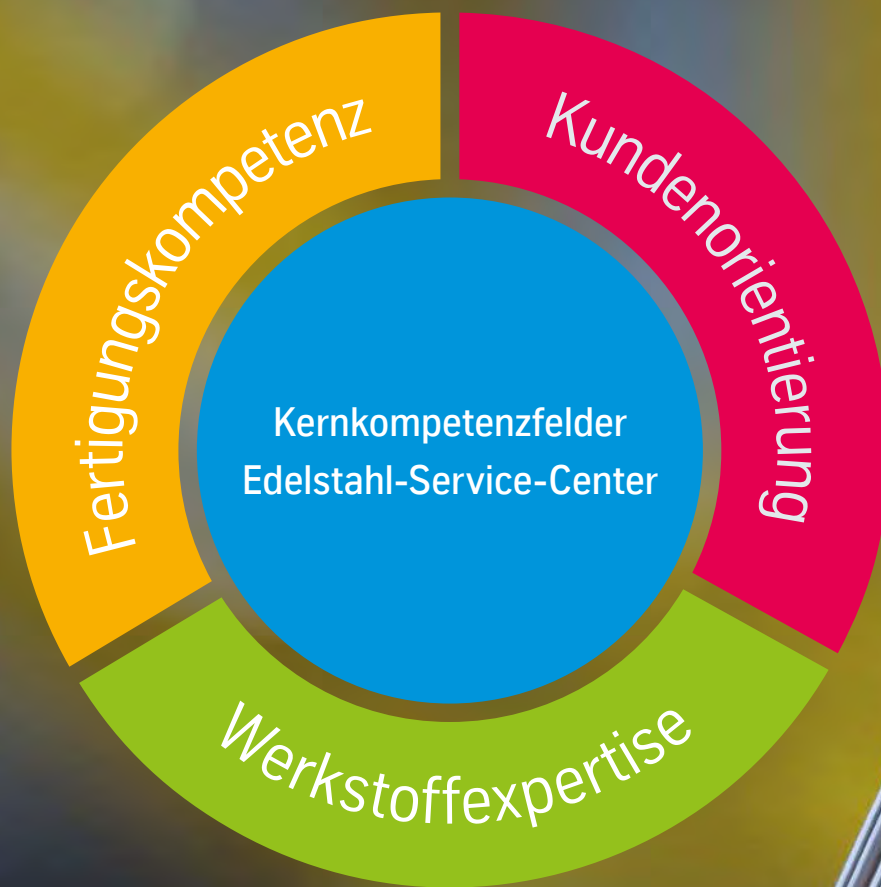 Fertigungskompetenz
Kundenorientierung
Kernkompetenzfelder
Edelstahl-Service-Center
Werkstoffexpertise